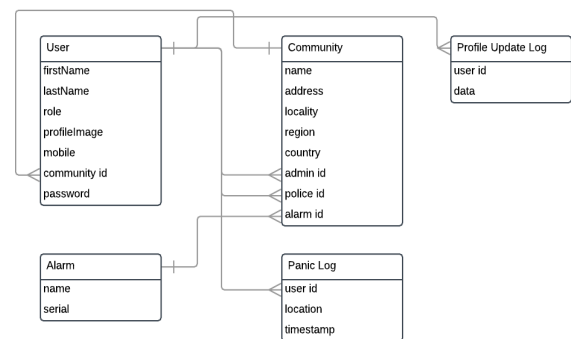 User
firstName
lastName
role
profileImage
mobile
community id
password
Community
name
address
locality
region
country
admin id
police id
alarm id
Profile Update Log
user id
data
Alarm
name
serial
Panic Log
user id
location
timestamp